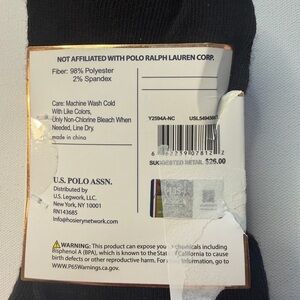 NOT AFFILIATED WITH POLO RALPH LAUREN CORP.
Fiber: 98% Polyester
2% Spandex
Care: Machine Wash Cold
With Like Colors,
Only Non-Chlorine Bleach When
Needed, Line Dry.
made in china
Y2594A-NC
SUGGESTED RETAIL $26.00
U.S. POLO ASSN.
Distributed by
U.S. Legwork, LLC.
New York, NY 10001
RN143685
Info@hosierynetwork.com
WARNING: This product can expose you chemicals including
Bisphenol A (BPA), which is known to the State California to cause
birth defects or other reproductive harm. For information, go to
www.P65Warnings.ca.gov.